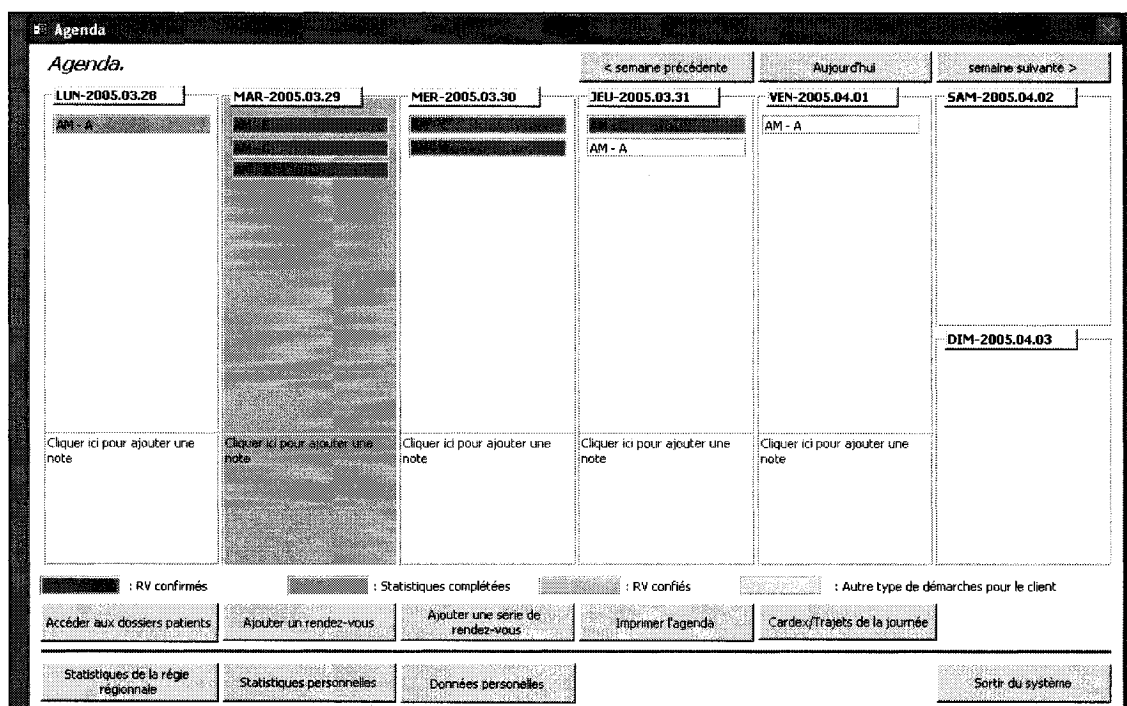 Agenda
Agenda.
< semaine précédente
Aujourd'hui
semaine suivante >
LUN-2005.03.28
MAR-2005.03.29
MER-2005.03.30
JEU-2005.03.31
VEN-2005.04.01
SAM-2005.04.02
AM - A
AM - A
AM - A
DIM-2005.04.03
Cliquer ici pour ajouter une
note
Cliquer ici pour ajouter une
note
Cliquer ici pour ajouter une
note
Cliquer ici pour ajouter une
note
Cliquer ici pour ajouter une
note
: RV confirmés
: Statistiques complétées
: RV confiés
: Autre type de démarches pour le client
Accéder aux dossiers patients
Ajouter un rendez-vous
Ajouter une série de
rendez-vous
Imprimer l'agenda
Cardex/Trajets de la journée
Statistiques de la régie
régionnale
Statistiques personnelles
Données personelles
Sortir du système